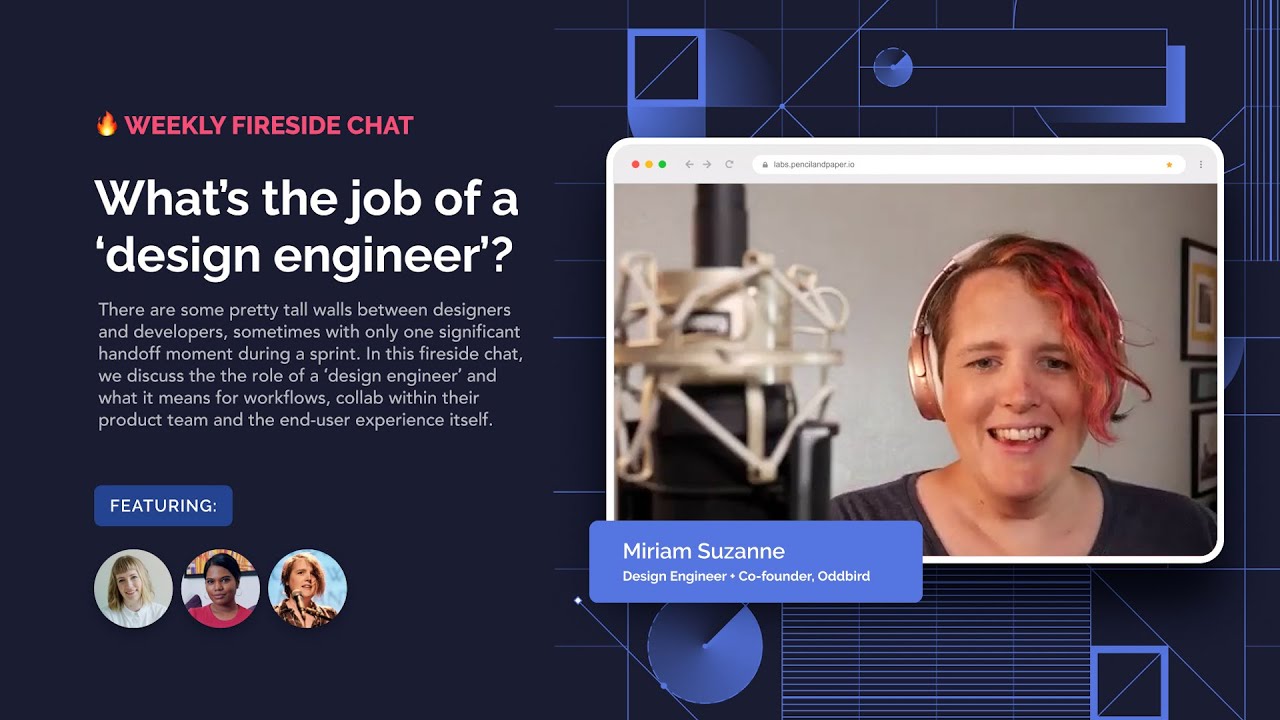 🔥 WEEKLY FIRESIDE CHAT
What’s the job of a
‘design engineer’?
There are some pretty tall walls between designers
and developers, sometimes with only one significant
handoff moment during a sprint. In this fireside chat,
we discuss the the role of a ‘design engineer’ and
what it means for workflows, collab within their
product team and the end-user experience itself.
FEATURING:
labs.pencilandpaper.io
Miriam Suzanne
Design Engineer + Co-founder, Oddbird